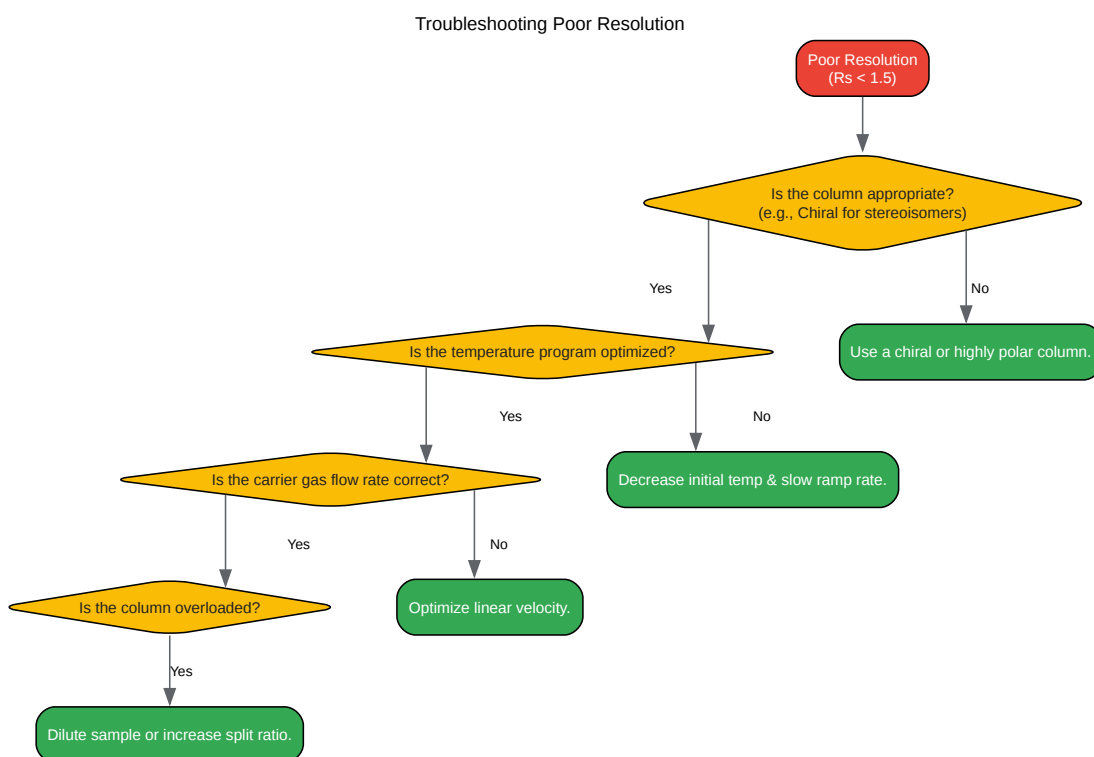 Troubleshooting Poor Resolution
Poor Resolution
(Rs < 1.5)
Is the column appropriate?
(e.g., Chiral for stereoisomers)
Yes
No
Is the temperature program optimized?
Use a chiral or highly polar column.
Yes
No
Is the carrier gas flow rate correct?
Decrease initial temp & slow ramp rate.
Yes
No
Is the column overloaded?
Optimize linear velocity.
Yes
Dilute sample or increase split ratio.